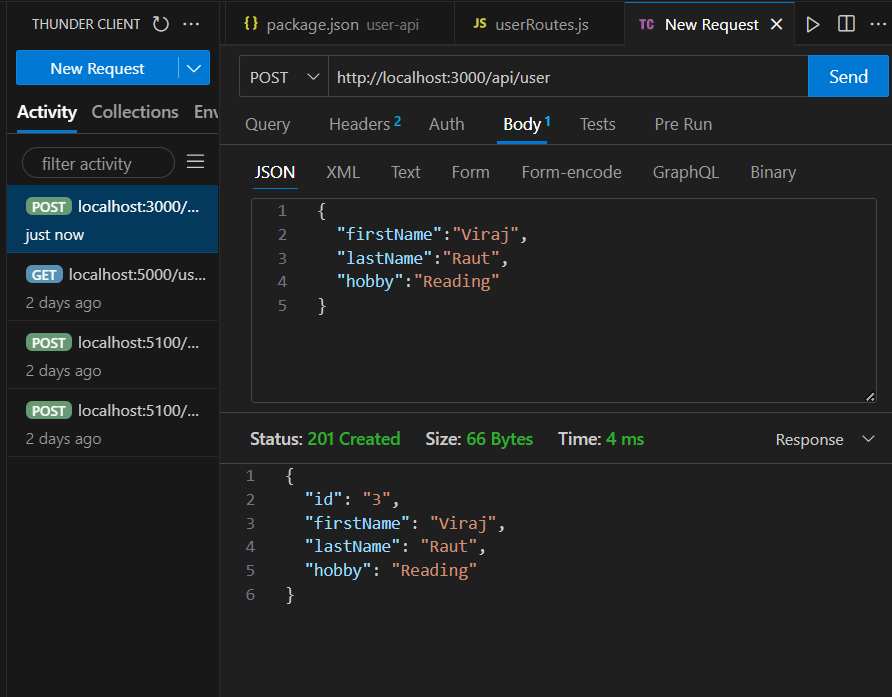 THUNDER CLIENT
New Request
Activity Collections Env
filter activity
POST localhost:3000/...
just now
GET localhost:5000/us...
2 days ago
POST localhost:5100/...
2 days ago
POST localhost:5100/...
2 days ago
{} package.json user-api JS userRoutes.js TC New Request
POST http://localhost:3000/api/user Send
Query Headers 2 Auth Body 1 Tests Pre Run
JSON XML Text Form Form-encode GraphQL Binary
1 {
2 "firstName":"Viraj",
3 "lastName":"Raut",
4 "hobby":"Reading"
5 }
Status: 201 Created Size: 66 Bytes Time: 4 ms Response
1 {
2 "id": "3",
3 "firstName": "Viraj",
4 "lastName": "Raut",
5 "hobby": "Reading"
6 }